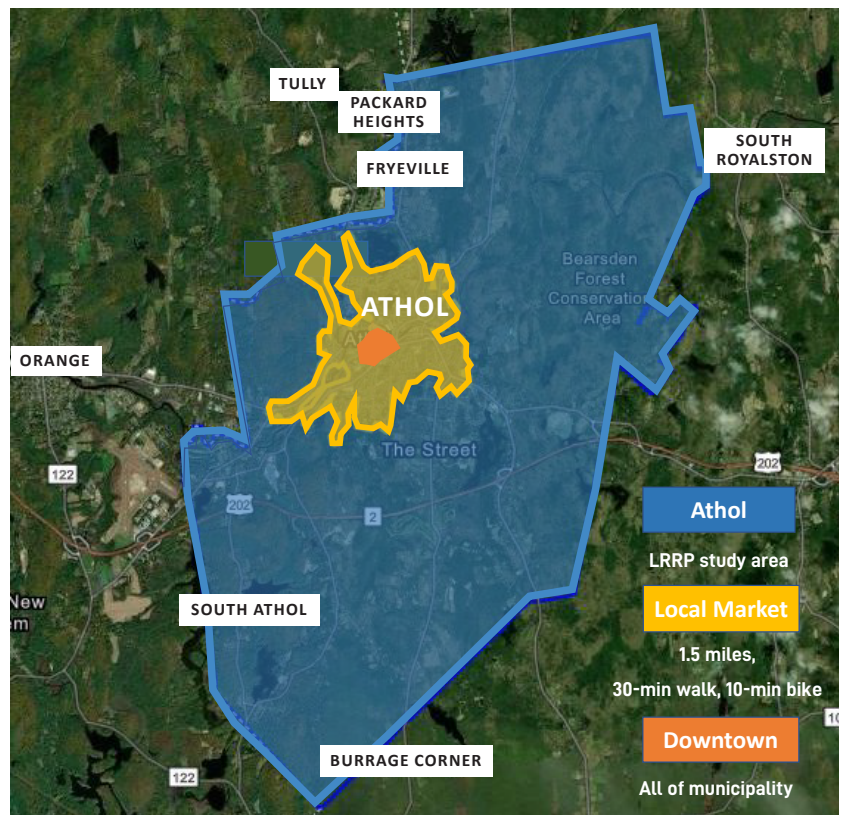 TULLY
PACKARD
HEIGHTS
FRYEVILLE
SOUTH
ROYALSTON
Bearsden
Forest
Conservation
Area
ATHOL
ORANGE
The Street
122
202
202
2
Athol
LRRP study area
New
em
SOUTH ATHOL
Local Market
1.5 miles,
30-min walk, 10-min bike
Downtown
All of municipality
BURRAGE CORNER
122